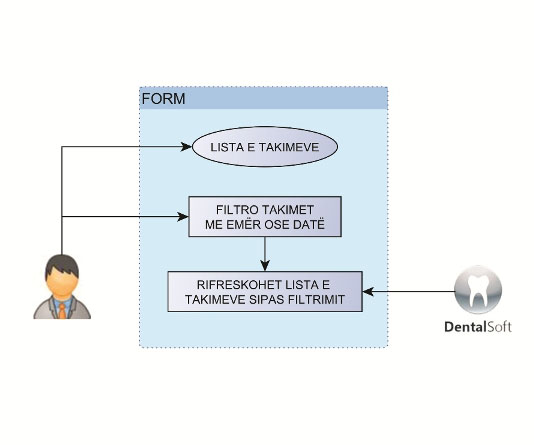 FORM
LISTA E TAKIMEVE
FILTRO TAKIMET
ME EMËR OSE DATË
RIFRESKOHET LISTA E
TAKIMEVE SIPAS FILTRIMIT
DentalSoft